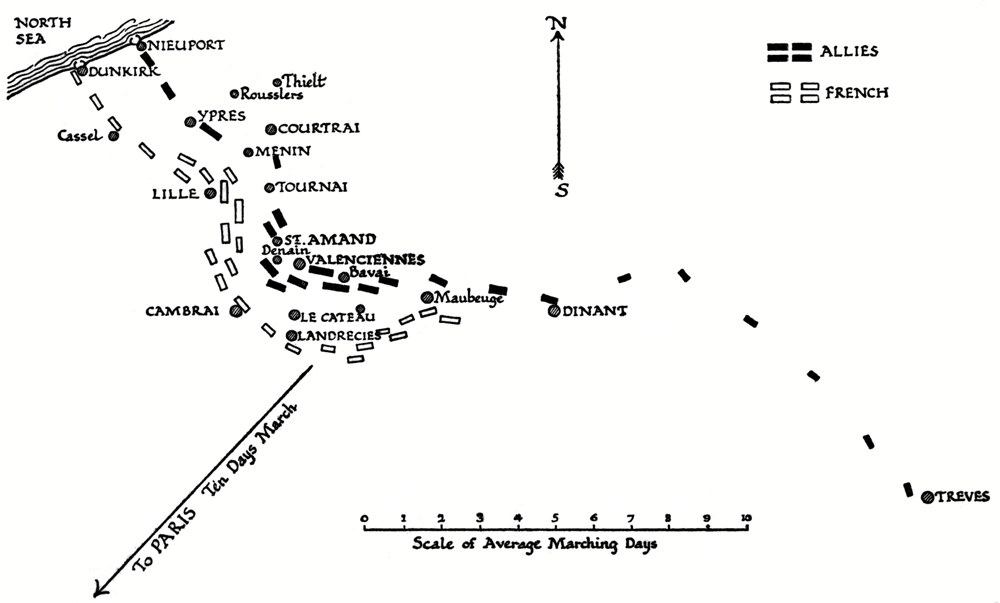 NORTH
SEA
N
S
ALLIES
FRENCH
NIEUPORT
DUNKIRK
Thielt
Rousslers
YPRES
COURTRAI
Cassel
MENIN
LILLE
TOURNAI
ST. AMAND
Denain
VALENCIENNES
Bavai
Maubeuge
CAMBRAI
LE CATEAU
DINANT
LANDRECIES
To PARIS Ten Days March
TREVES
0 1 2 3 4 5 6 7 8 9 10
Scale of Average Marching Days